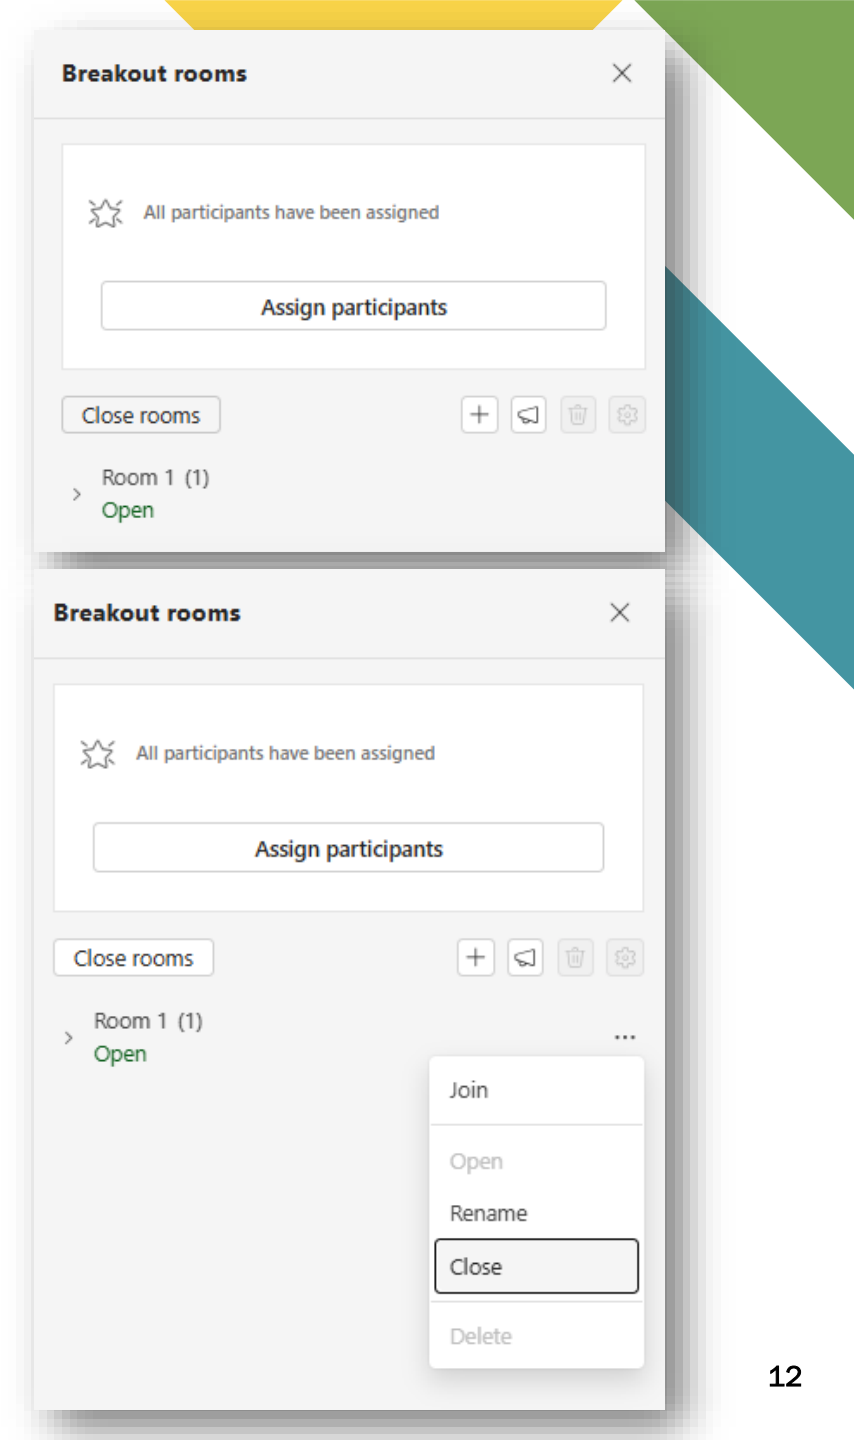 Breakout rooms
All participants have been assigned
Assign participants
Close rooms
Room 1 (1)
Open
Breakout rooms
All participants have been assigned
Assign participants
Close rooms
Room 1 (1)
Open
Join
Open
Rename
Close
Delete
12